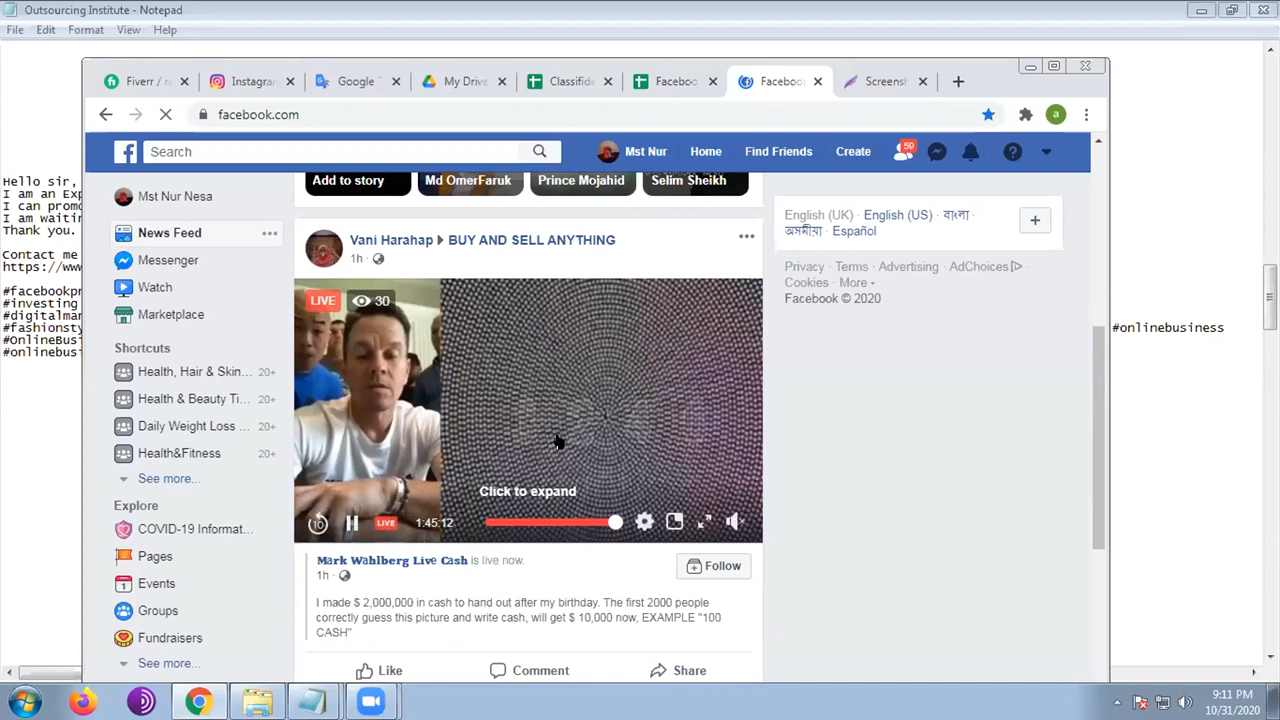 Outsourcing Institute - Notepad
File Edit Format View Help
Fiverr / ra
Instagram
Google T
My Drive
Classified
Facebook
Facebook
Screensh
facebook.com
Search
Mst Nur
Home
Find Friends
Create
59
Hello sir,
I am an Exp
I can promo
I am waitin
Thank you.
Contact me
https://www
#facebookpr
#investing
#digitalmar
#fashionsty
#OnlineBusi
#onlinebusi
#onlinebusiness
Mst Nur Nesa
News Feed
Messenger
Watch
Marketplace
Shortcuts
Health, Hair & Skin... 20+
Health & Beauty Ti... 20+
Daily Weight Loss ... 20+
Health&Fitness 20+
See more...
Explore
COVID-19 Informat...
Pages
Events
Groups
Fundraisers
See more...
Add to story
Md OmerFaruk
Prince Mojahid
Selim Sheikh
Vani Harahap BUY AND SELL ANYTHING
1h ·
LIVE 30
Click to expand
10
LIVE 1:45:12
Mark Wahlberg Live Cash is live now.
1h ·
Follow
I made $ 2,000,000 in cash to hand out after my birthday. The first 2000 people
correctly guess this picture and write cash, will get $ 10,000 now, EXAMPLE "100
CASH"
Like
Comment
Share
English (UK) · English (US) · বাংলা ·
অসমীয়া · Español
Privacy · Terms · Advertising · AdChoices ·
Cookies · More
Facebook © 2020
9:11 PM
10/31/2020